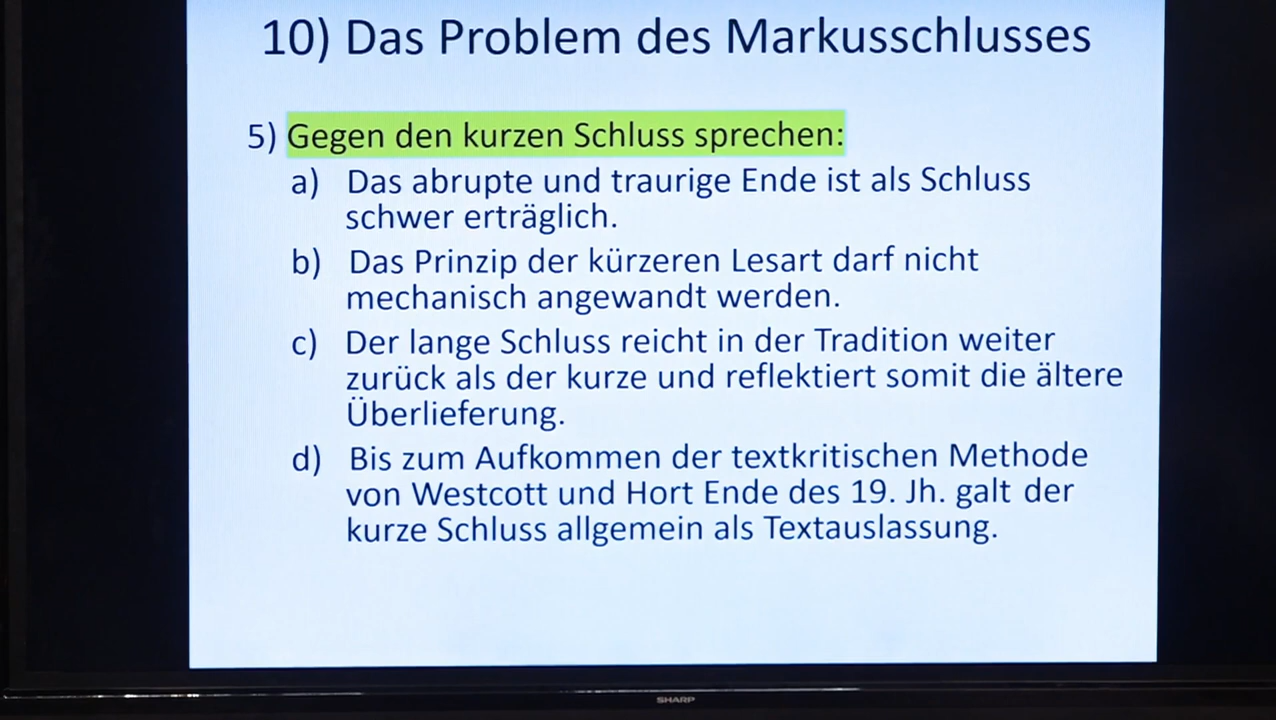 10) Das Problem des Markusschlusses
5) Gegen den kurzen Schluss sprechen:
a) Das abrupte und traurige Ende ist als Schluss
schwer erträglich.
b) Das Prinzip der kürzeren Lesart darf nicht
mechanisch angewandt werden.
c) Der lange Schluss reicht in der Tradition weiter
zurück als der kurze und reflektiert somit die ältere
Überlieferung.
d) Bis zum Aufkommen der textkritischen Methode
von Westcott und Hort Ende des 19. Jh. galt der
kurze Schluss allgemein als Textauslassung.
SHARP